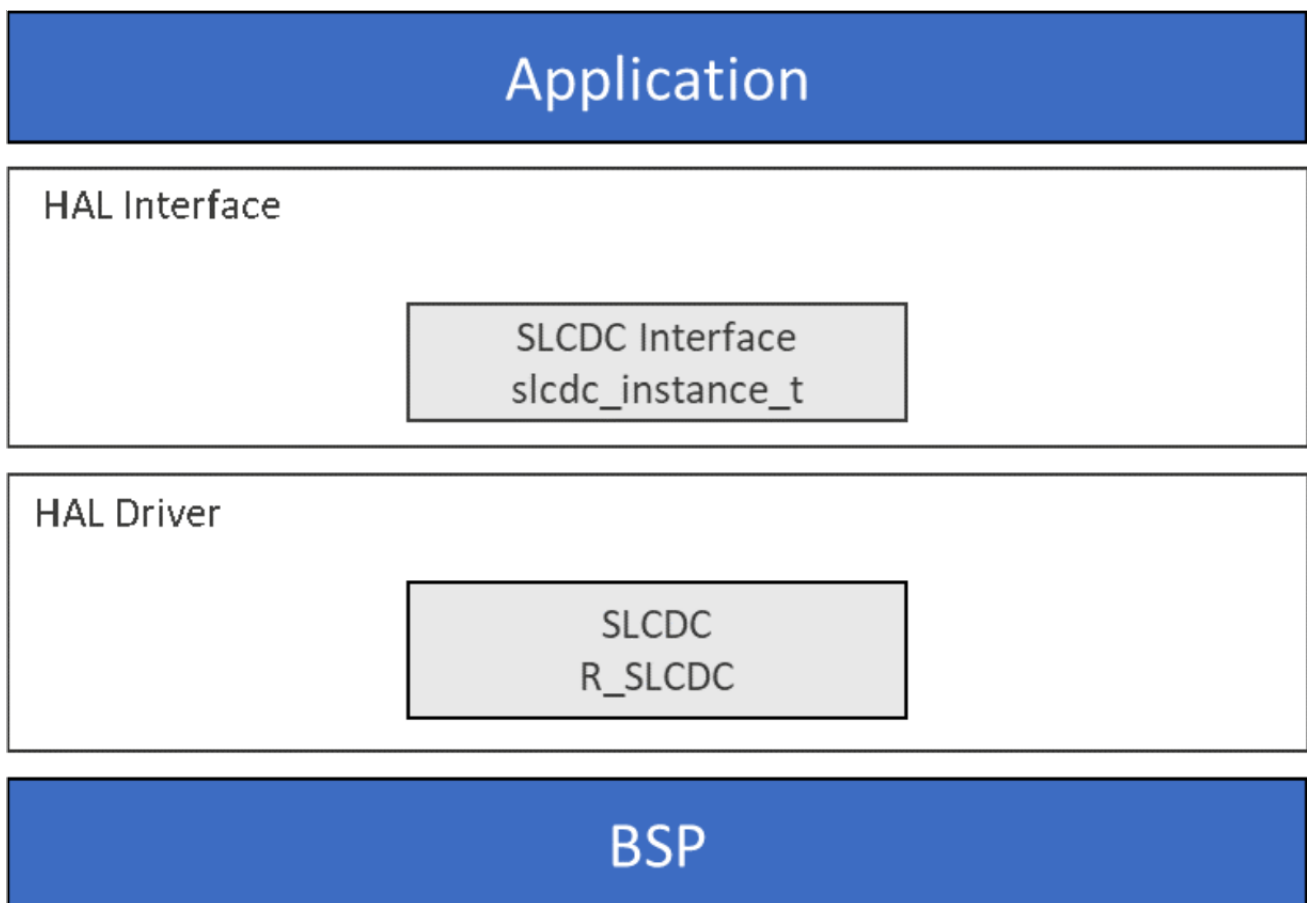 Application
HAL Interface
SLCDC Interface
slcdc_instance_t
HAL Driver
SLCDC
R_SLCDC
BSP